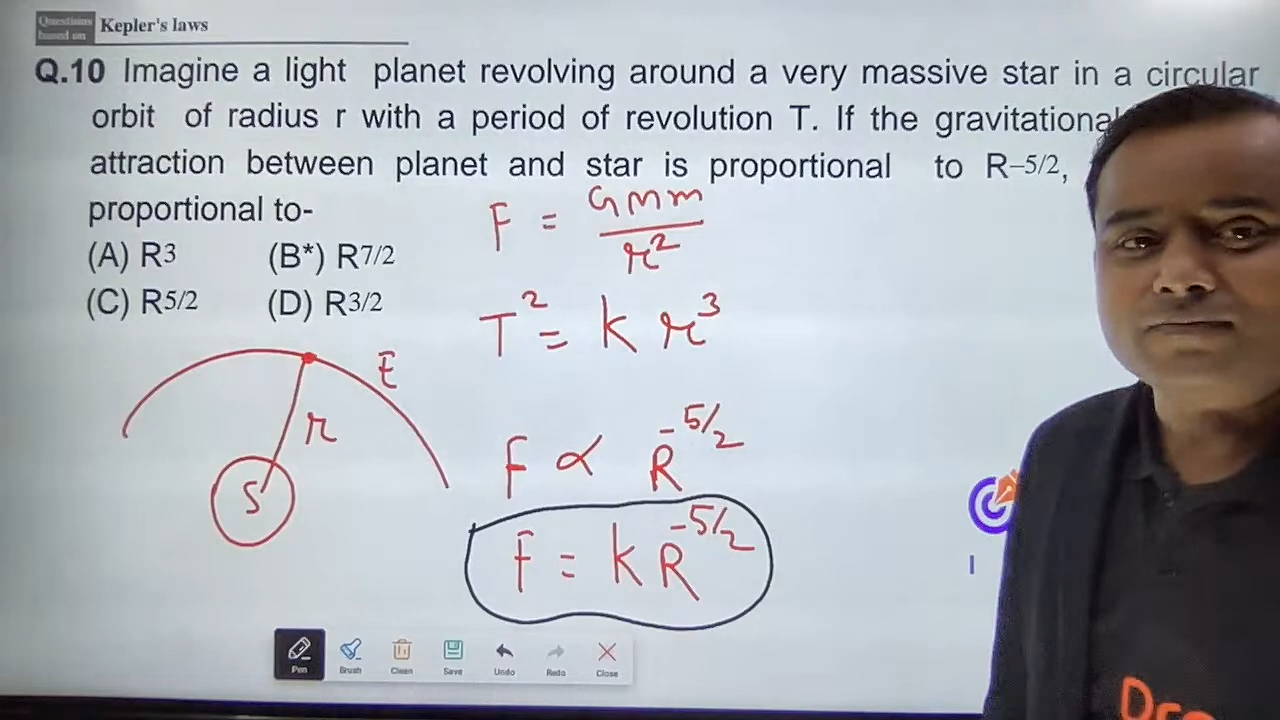 Questions based on
Kepler's laws
Q.10 Imagine a light planet revolving around a very massive star in a circular
orbit of radius r with a period of revolution T. If the gravitational
attraction between planet and star is proportional to R–5/2,
proportional to-
(A) R3 (B*) R7/2
(C) R5/2 (D) R3/2
F = GMm/r²
T² = k r³
E
r
S
F ∝ R^-5/2
F = k R^-5/2
Pen Brush Clean Save Undo Redo Close